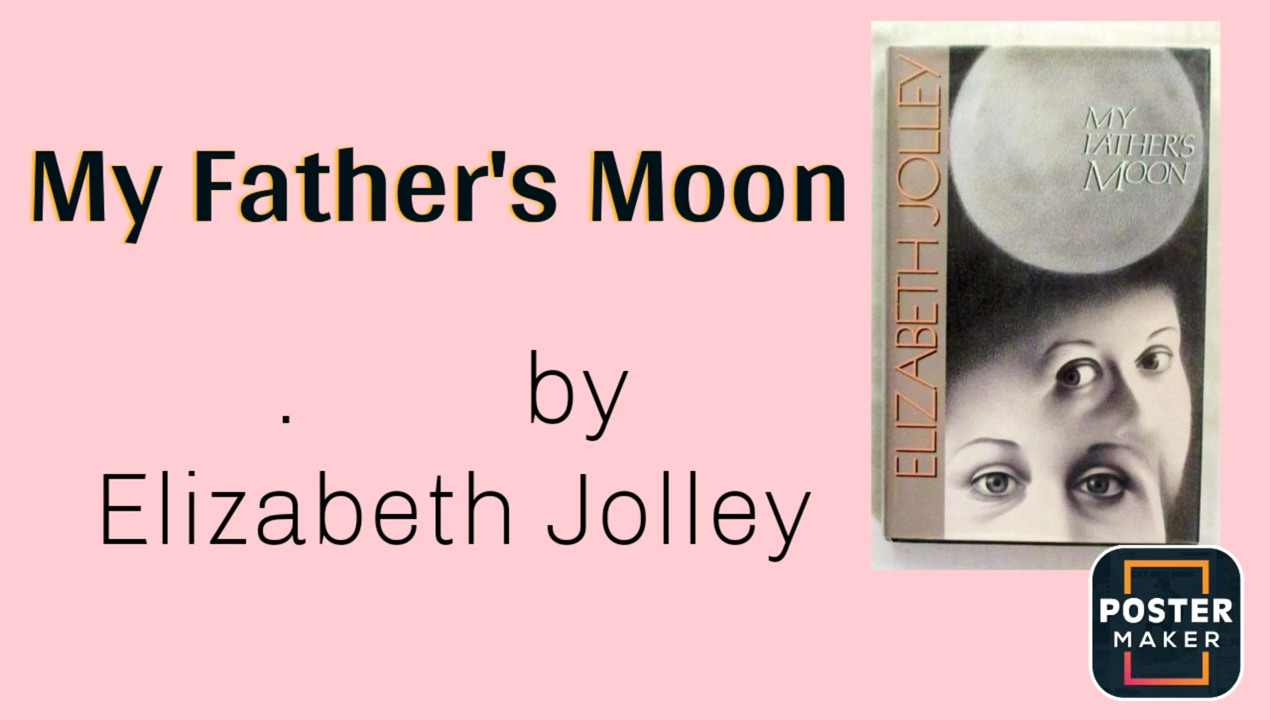 My Father's Moon
. by
Elizabeth Jolley
ELIZABETH JOLLEY
MY
FATHER'S
MOON
POSTER
MAKER